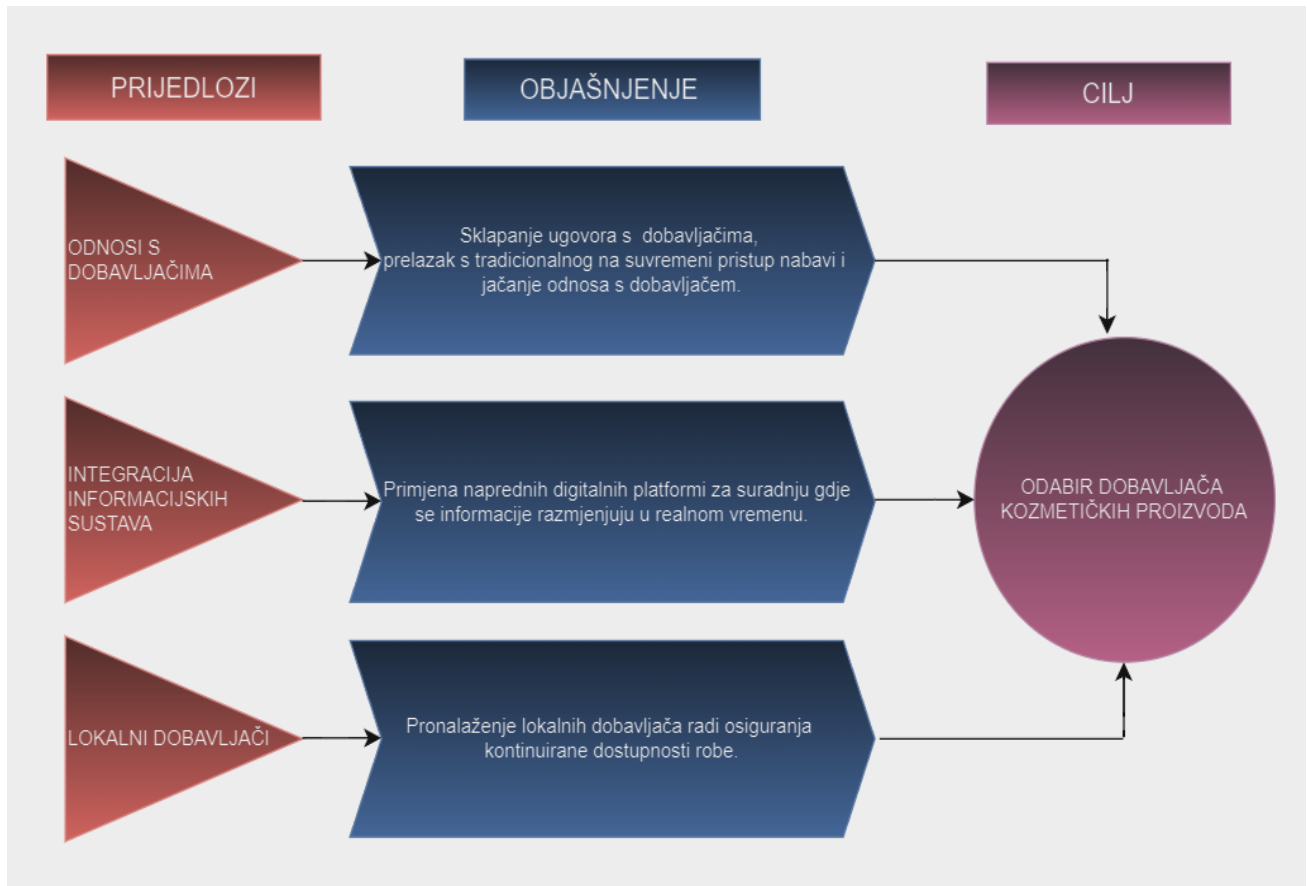 PRIJEDLOZI
OBJAŠNJENJE
CILJ
ODNOSI S
DOBAVLJAČIMA
Sklapanje ugovora s dobavljačima,
prelazak s tradicionalnog na suvremeni pristup nabavi i
jačanje odnosa s dobavljačem.
INTEGRACIJA
INFORMACIJSKIH
SUSTAVA
Primjena naprednih digitalnih platformi za suradnju gdje
se informacije razmjenjuju u realnom vremenu.
ODABIR DOBAVLJAČA
KOZMETIČKIH PROIZVODA
LOKALNI DOBAVLJAČI
Pronalaženje lokalnih dobavljača radi osiguranja
kontinuirane dostupnosti robe.